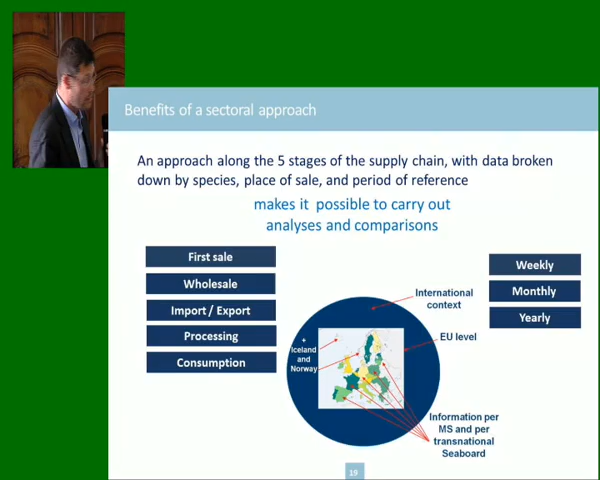 Benefits of a sectoral approach
An approach along the 5 stages of the supply chain, with data broken
down by species, place of sale, and period of reference
makes it possible to carry out
analyses and comparisons
First sale
Wholesale
Import / Export
Processing
Consumption
+
Iceland
and
Norway
International
context
EU level
Information per
MS and per
transnational
Seaboard
Weekly
Monthly
Yearly
19